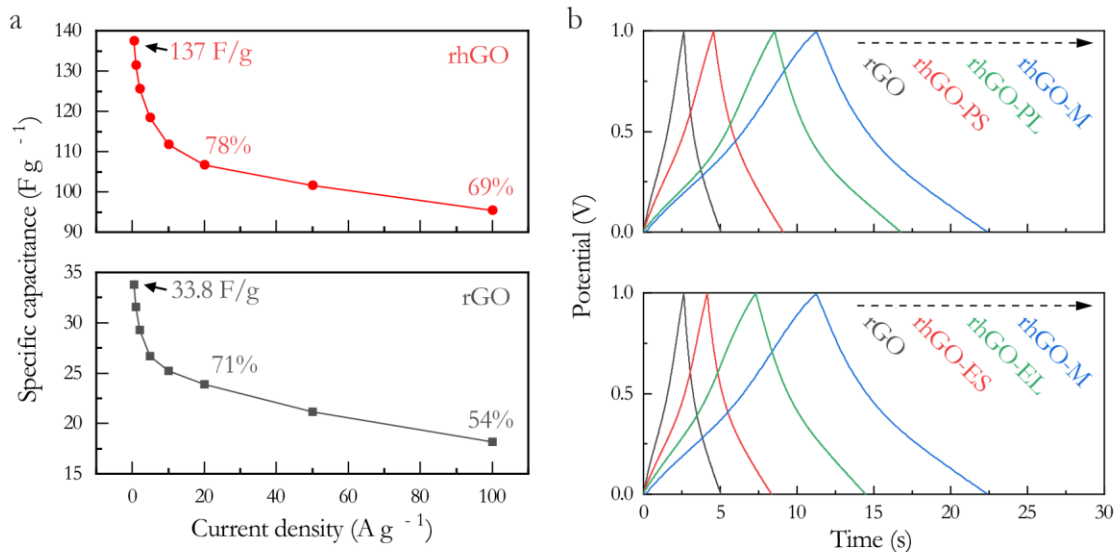 a
140
130
120
110
100
90
137 F/g
rhGO
78%
69%
35
30
25
20
15
33.8 F/g
rGO
71%
54%
0
20
40
60
80
100
Specific capacitance (F g⁻¹)
Current density (A g⁻¹)
b
1.0
0.5
0.0
rGO
rhGO-PS
rhGO-PL
rhGO-M
1.0
0.5
0.0
rGO
rhGO-ES
rhGO-EL
rhGO-M
0
5
10
15
20
25
30
Potential (V)
Time (s)